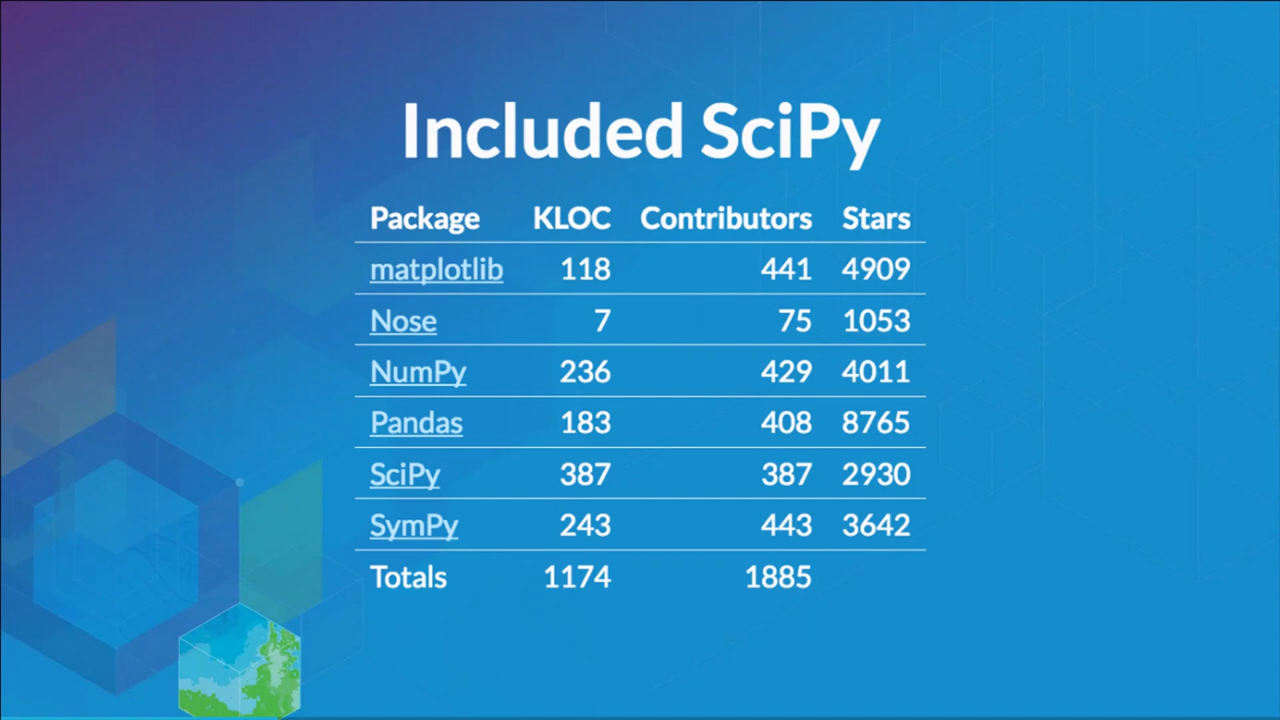 Included SciPy
Package KLOC Contributors Stars
matplotlib 118 441 4909
Nose 7 75 1053
NumPy 236 429 4011
Pandas 183 408 8765
SciPy 387 387 2930
SymPy 243 443 3642
Totals 1174 1885